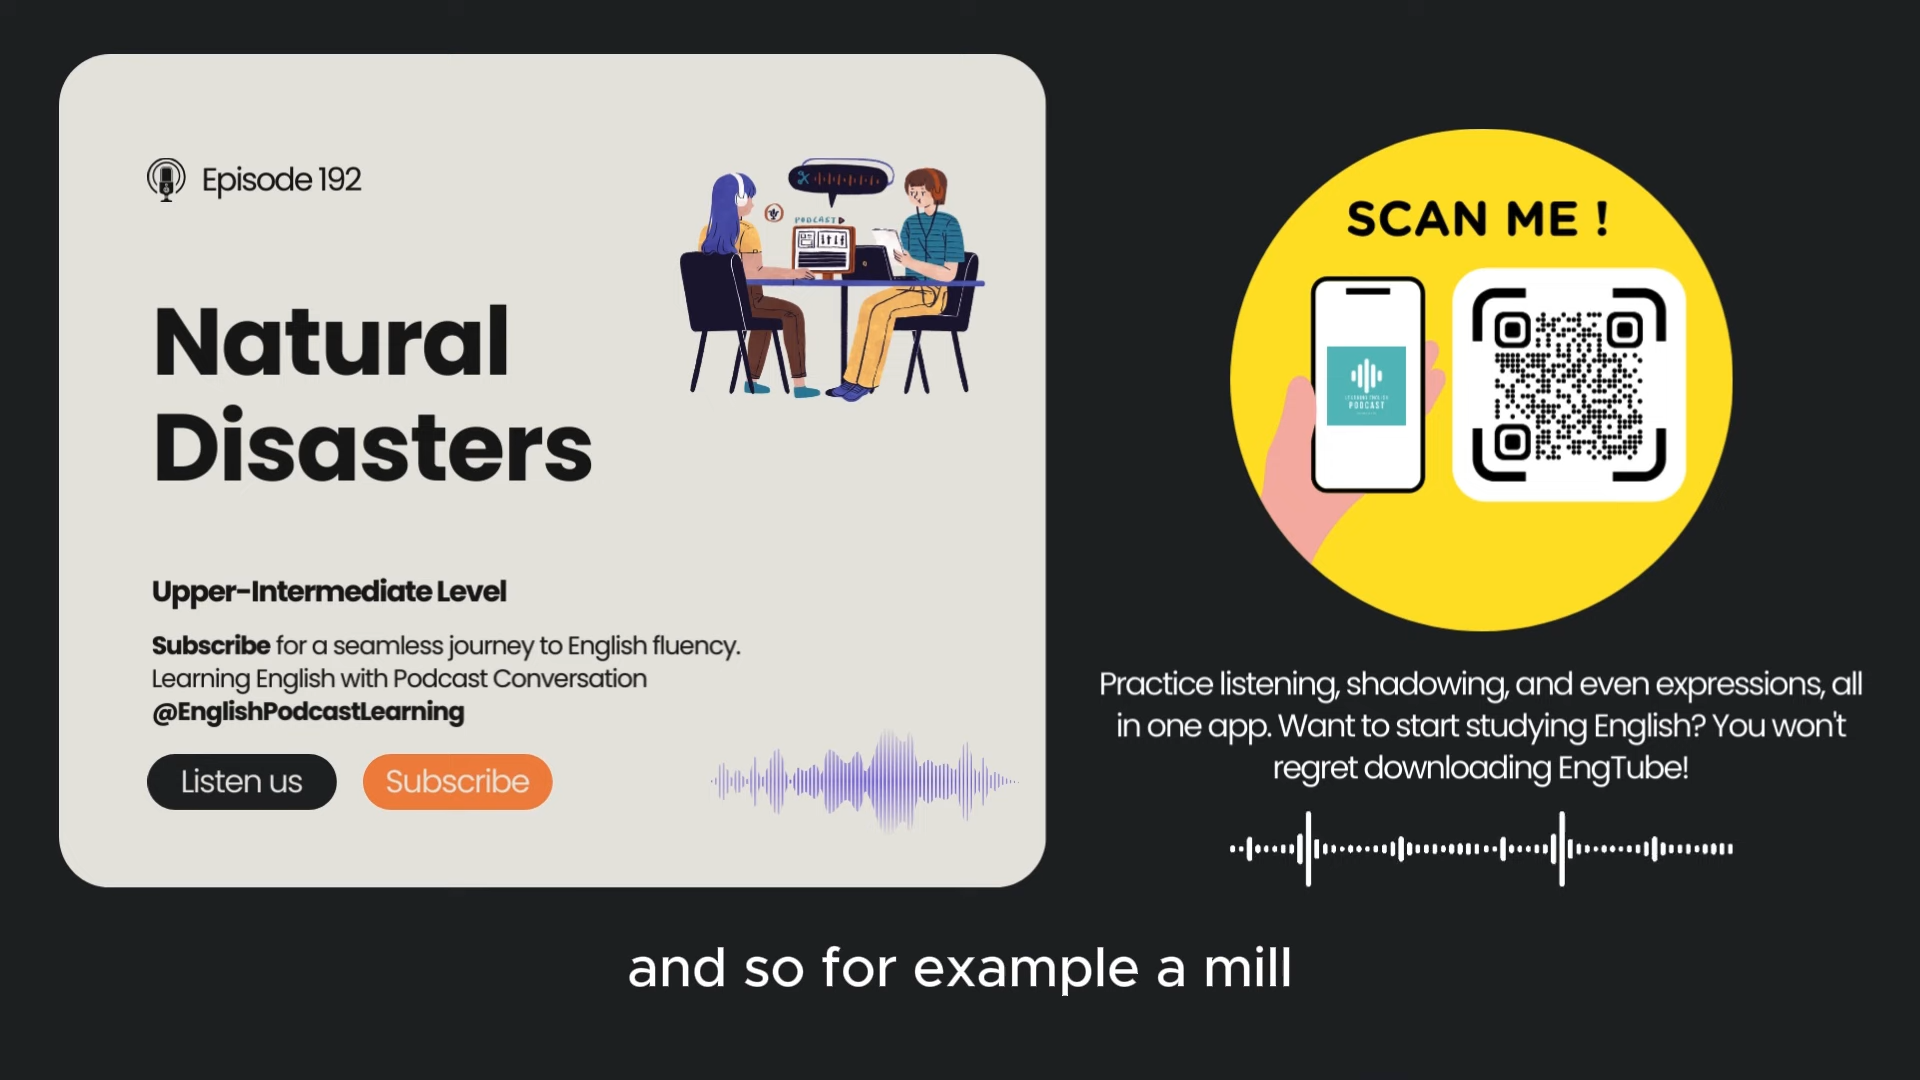 Episode 192
PODCAST
Natural
Disasters
Upper-Intermediate Level
Subscribe for a seamless journey to English fluency.
Learning English with Podcast Conversation
@EnglishPodcastLearning
Listen us
Subscribe
SCAN ME !
PODCAST
Practice listening, shadowing, and even expressions, all
in one app. Want to start studying English? You won't
regret downloading EngTube!
and so for example a mill